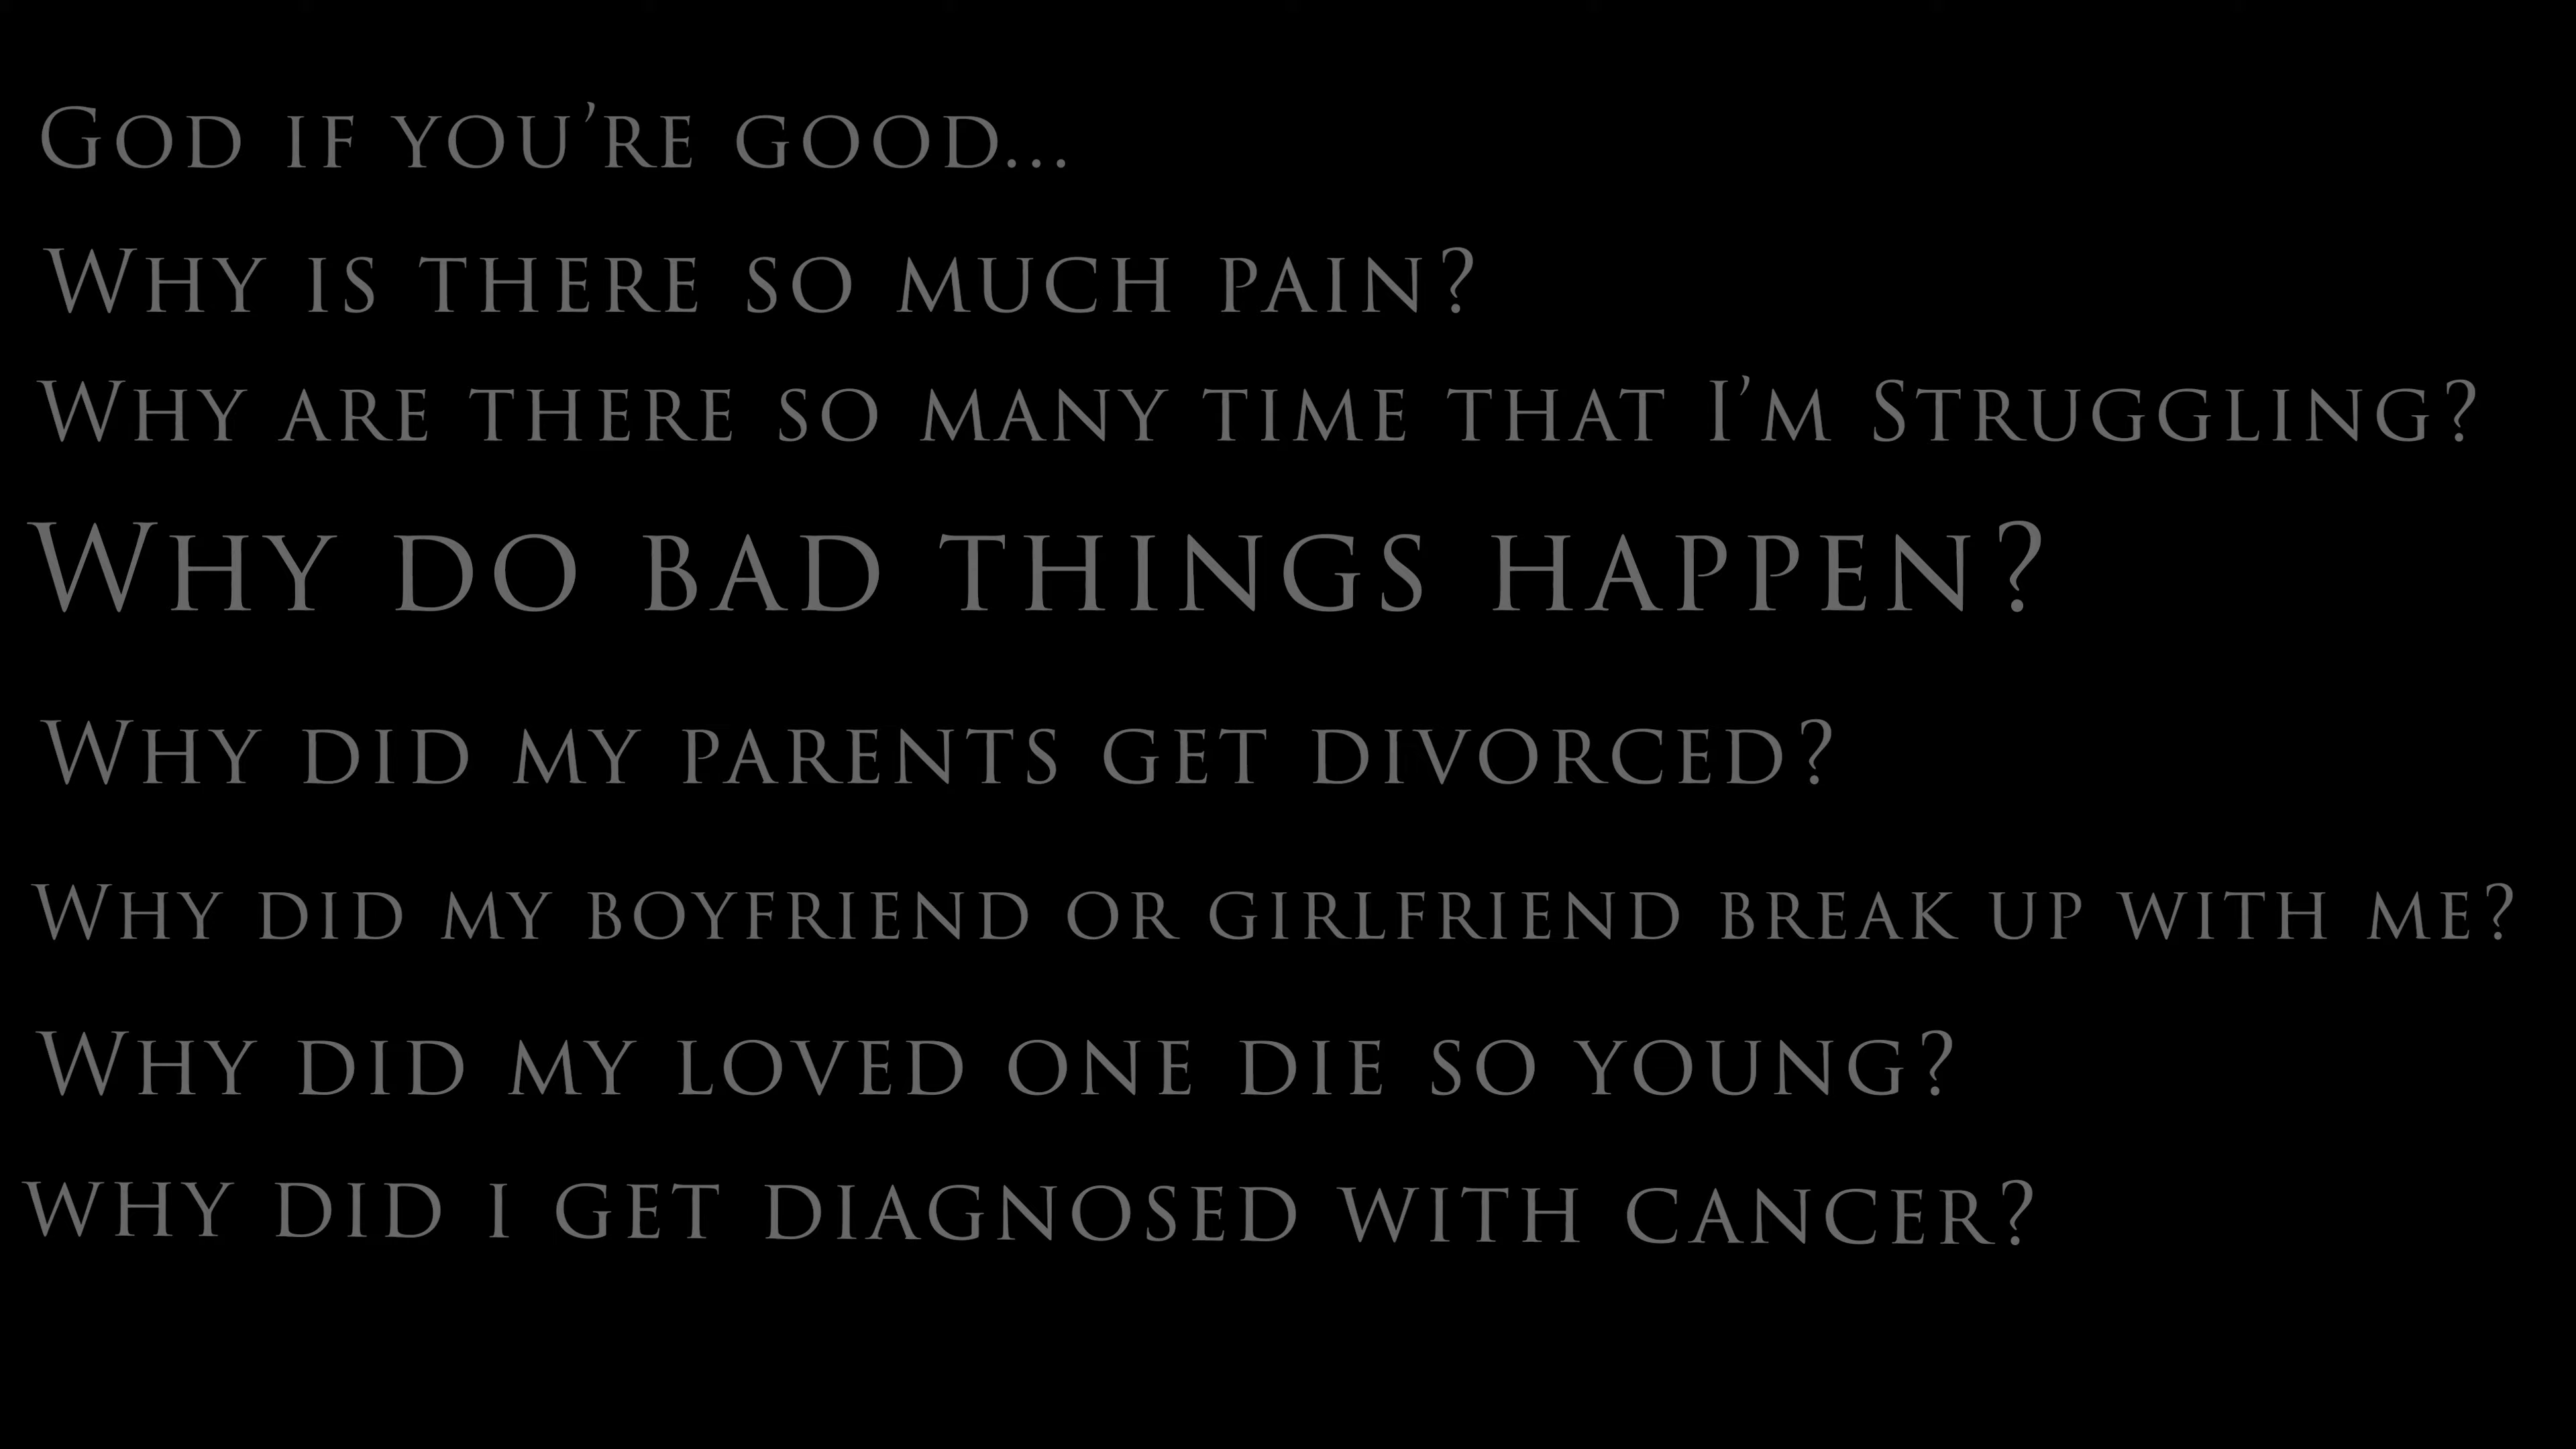 God if you're good...
Why is there so much pain?
Why are there so many time that I'm Struggling?
Why do bad things happen?
Why did my parents get divorced?
Why did my boyfriend or girlfriend break up with me?
Why did my loved one die so young?
why did i get diagnosed with cancer?